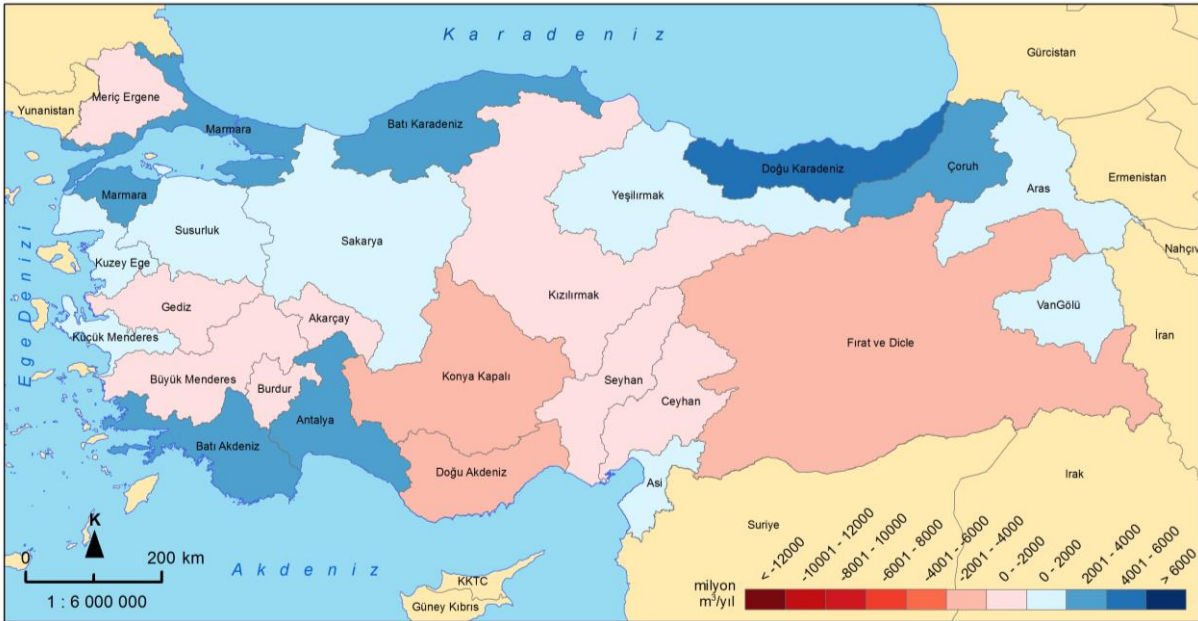 Karadeniz
Gürcistan
Meriç Ergene
Yunanistan
Marmara
Batı Karadeniz
Doğu Karadeniz
Çoruh
Ermenistan
Marmara
Yeşilırmak
Aras
Susurluk
Sakarya
Nahçıv
Kuzey Ege
Ege Denizi
Gediz
Kızılırmak
VanGölü
Akarçay
Küçük Menderes
Fırat ve Dicle
İran
Büyük Menderes
Burdur
Konya Kapalı
Seyhan
Ceyhan
Antalya
Batı Akdeniz
Doğu Akdeniz
Asi
Irak
Suriye
K
0 200 km
1 : 6 000 000
Akdeniz
KKTC
Güney Kıbrıs
milyon
m³/yıl
< -12000
-10001 - -12000
-8001 - -10000
-6001 - -8000
-4001 - -6000
-2001 - -4000
0 - -2000
0 - 2000
2001 - 4000
4001 - 6000
> 6000